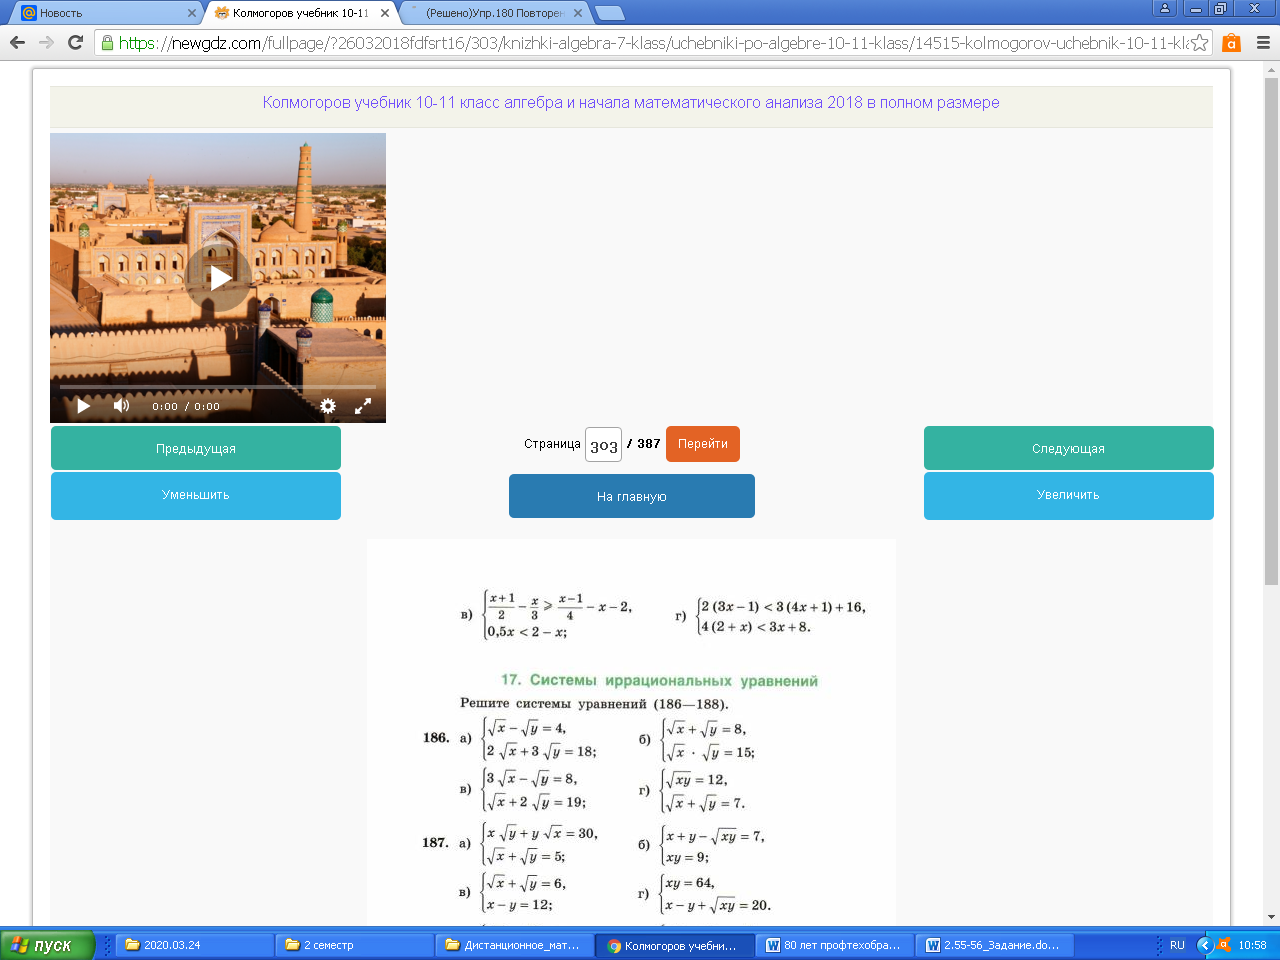 Новость
Колмогоров учебник 10-11
(Решено)Упр.180 Повторен
https://newgdz.com/fullpage/?26032018fdfsrt16/303/knizhki-algebra-7-klass/uchebniki-po-algebre-10-11-klass/14515-kolmogorov-uchebnik-10-11-kla
Колмогоров учебник 10-11 класс алгебра и начала математического анализа 2018 в полном размере
0:00 / 0:00
Предыдущая
Страница 303 / 387 Перейти
Следующая
Уменьшить
На главную
Увеличить
в) { (x+1)/2 − x/3 ⩾ (x−1)/4 − x − 2,
0,5x < 2 − x;
г) { 2 (3x − 1) < 3 (4x + 1) + 16,
4 (2 + x) < 3x + 8.
17. Системы иррациональных уравнений
Решите системы уравнений (186—188).
186. а) { √x − √y = 4,
2 √x + 3 √y = 18;
б) { √x + √y = 8,
√x · √y = 15;
в) { 3 √x − √y = 8,
√x + 2 √y = 19;
г) { √xy = 12,
√x + √y = 7.
187. а) { x √y + y √x = 30,
√x + √y = 5;
б) { x + y − √xy = 7,
xy = 9;
в) { √x + √y = 6,
x − y = 12;
г) { xy = 64,
x − y + √xy = 20.
пуск
2020.03.24
2 семестр
Дистанционное_мат...
Колмогоров учебни...
80 лет профтехобра...
2.55-56_Задание.do...
RU
10:58